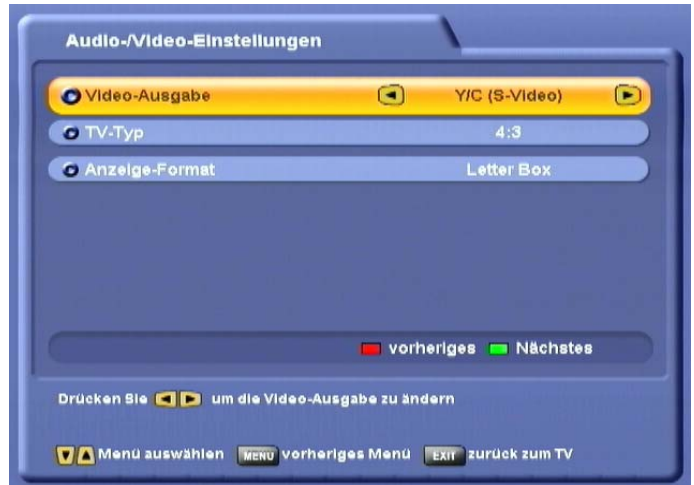 Audio-/Video-Einstellungen
Video-Ausgabe Y/C (S-Video)
TV-Typ 4:3
Anzeige-Format Letter Box
vorheriges Nächstes
Drücken Sie um die Video-Ausgabe zu ändern
Menü auswählen MENU vorheriges Menü EXIT zurück zum TV